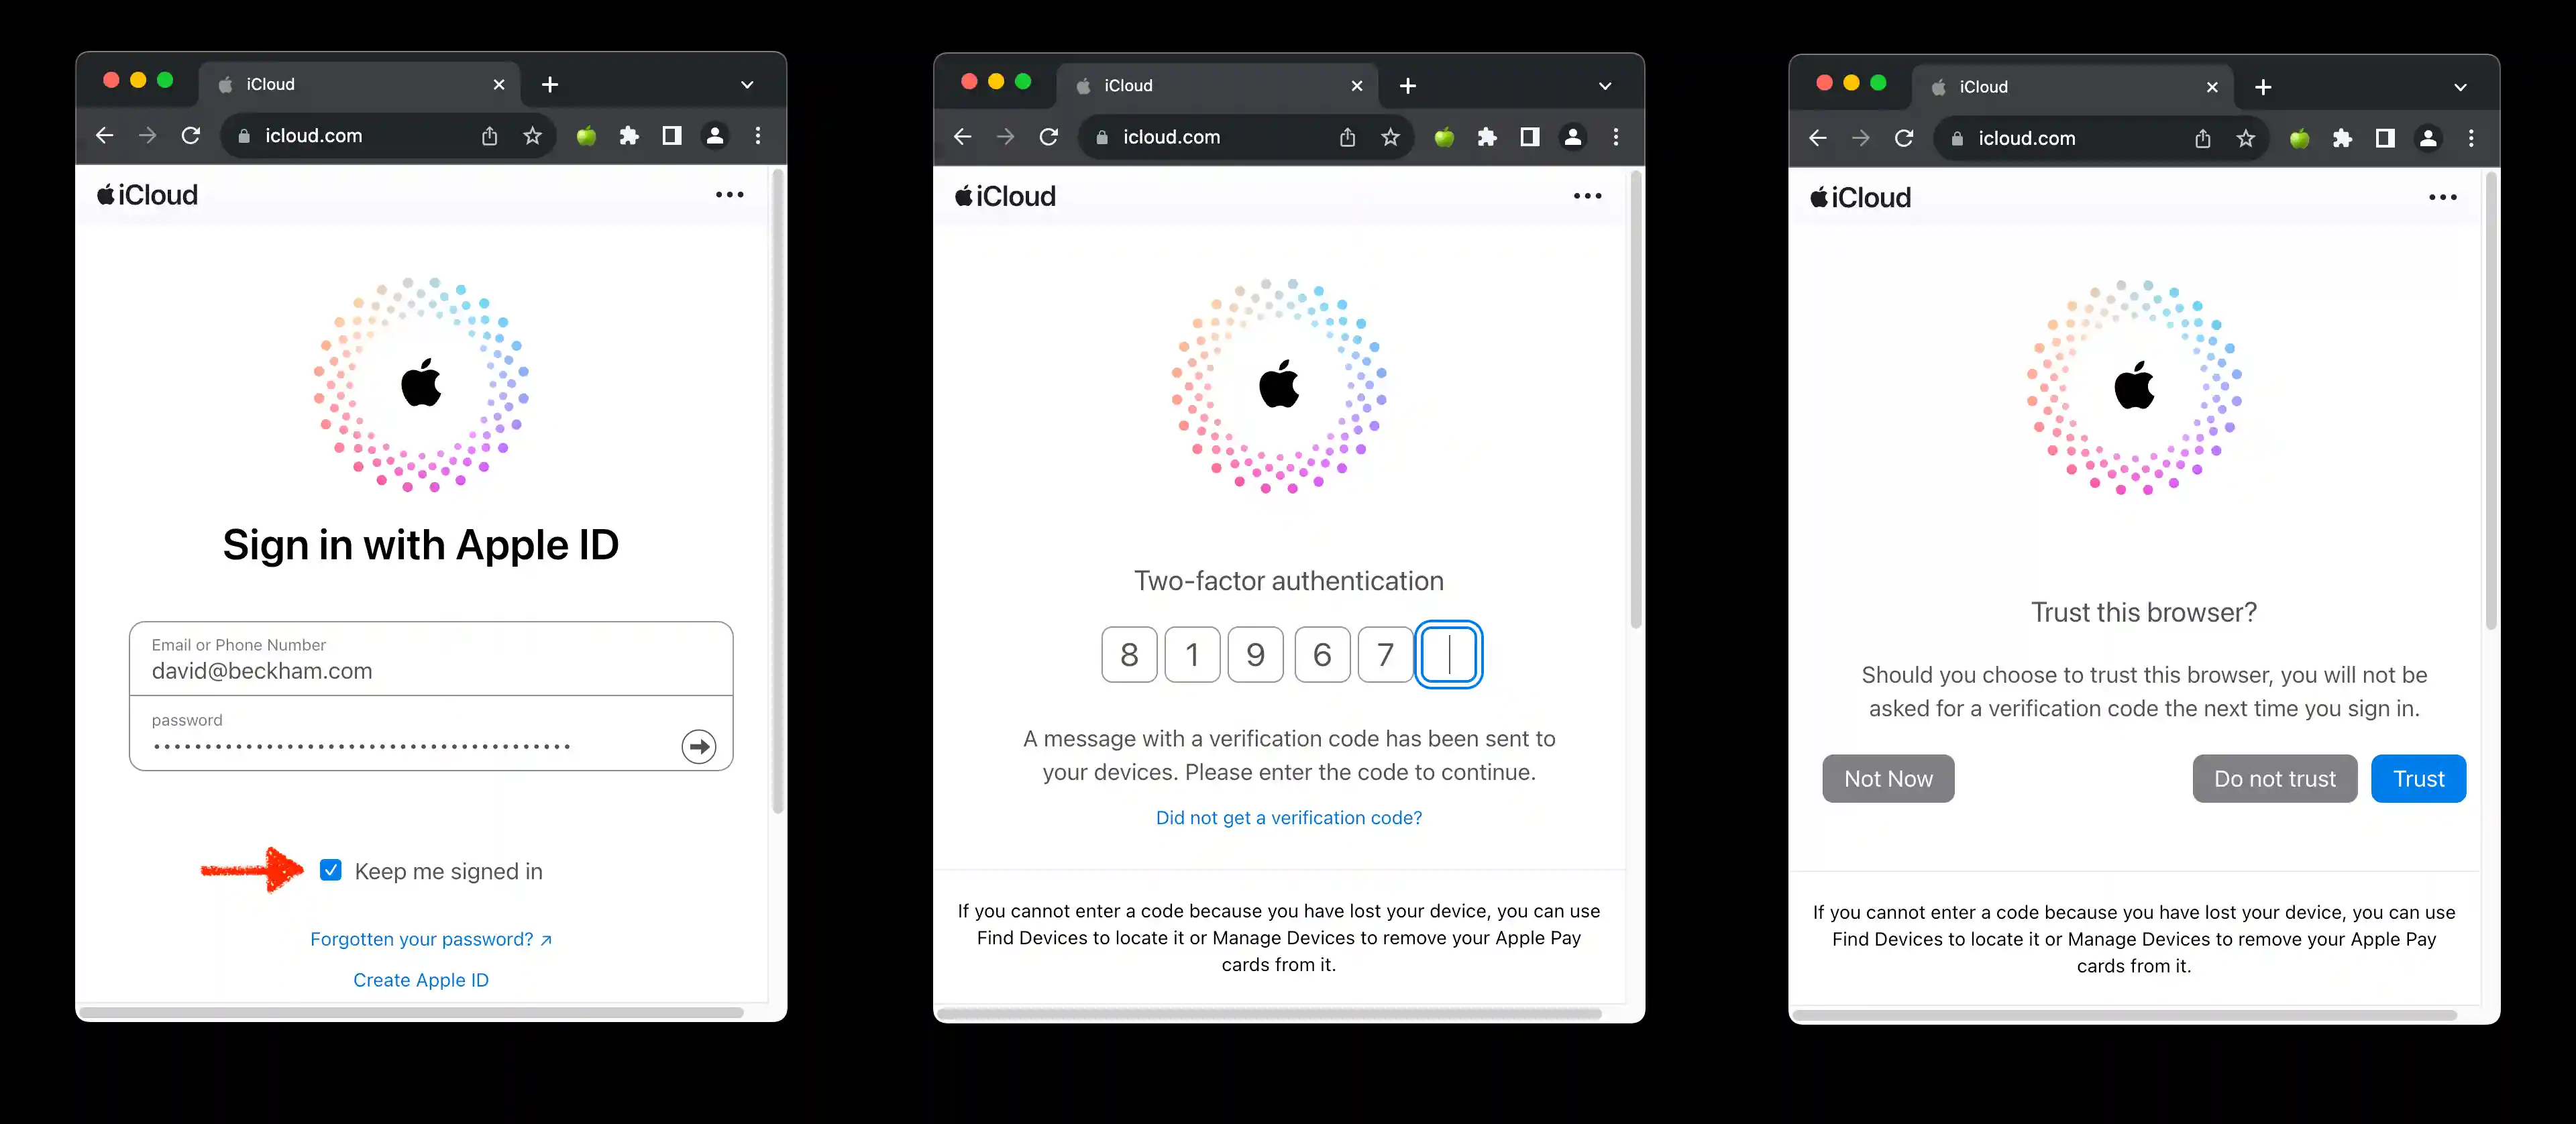 iCloud
icloud.com
iCloud
Sign in with Apple ID
Email or Phone Number
david@beckham.com
password
Keep me signed in
Forgotten your password? ↗
Create Apple ID
iCloud
icloud.com
iCloud
Two-factor authentication
8 1 9 6 7
A message with a verification code has been sent to
your devices. Please enter the code to continue.
Did not get a verification code?
If you cannot enter a code because you have lost your device, you can use
Find Devices to locate it or Manage Devices to remove your Apple Pay
cards from it.
iCloud
icloud.com
iCloud
Trust this browser?
Should you choose to trust this browser, you will not be
asked for a verification code the next time you sign in.
Not Now Do not trust Trust
If you cannot enter a code because you have lost your device, you can use
Find Devices to locate it or Manage Devices to remove your Apple Pay
cards from it.